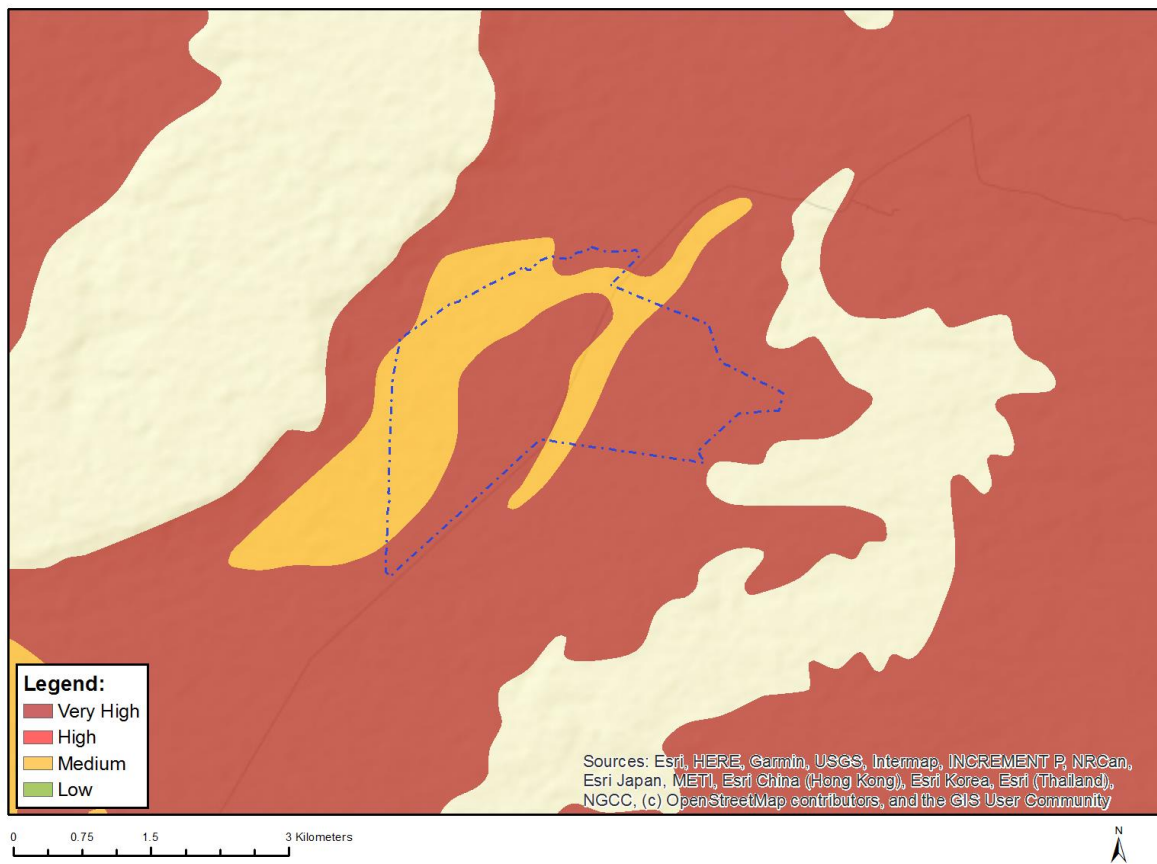 Legend:
Very High
High
Medium
Low
Sources: Esri, HERE, Garmin, USGS, Intermap, INCREMENT P, NRCan,
Esri Japan, METI, Esri China (Hong Kong), Esri Korea, Esri (Thailand),
NGCC, (c) OpenStreetMap contributors, and the GIS User Community
0 0.75 1.5 3 Kilometers
N